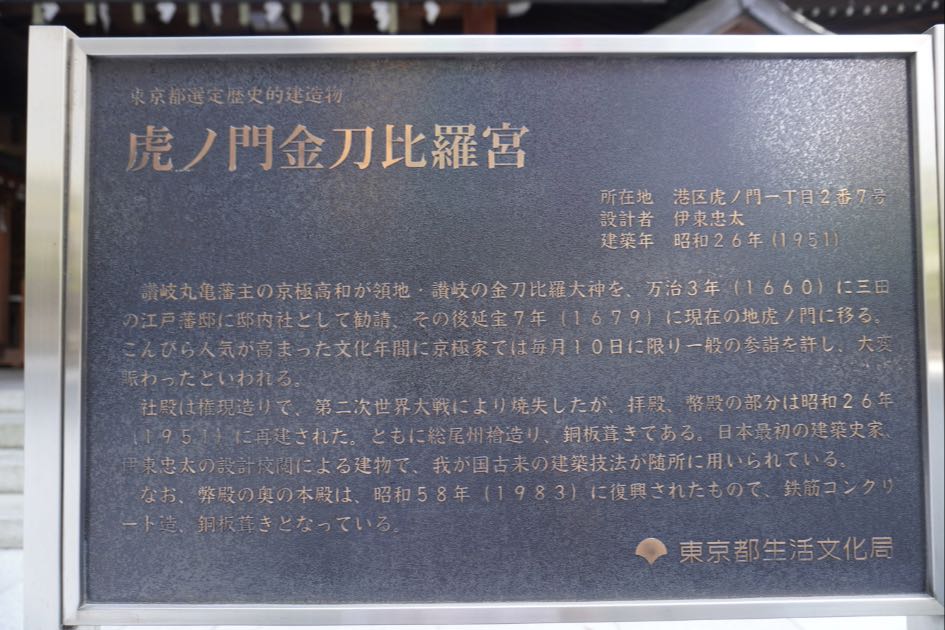 東京都選定歴史的建造物
虎ノ門金刀比羅宮
所在地　港区虎ノ門一丁目２番７号
設計者　伊東忠太
建築年　昭和２６年(１９５１)
讃岐丸亀藩主の京極高和が領地・讃岐の金刀比羅大神を、万治３年（１６６０）に三田
の江戸藩邸に邸内社として勧請、その後延宝７年（１６７９）に現在の地虎ノ門に移る。
こんぴら人気が高まった文化年間に京極家では毎月１０日に限り一般の参詣を許し、大変
賑わったといわれる。
社殿は権現造りで、第二次世界大戦により焼失したが、拝殿、幣殿の部分は昭和２６年
（１９５１）に再建された。ともに総尾州檜造り、銅板葺きてある。日本最初の建築史家、
伊東忠太の設計校閲による建物で、我が国古来の建築技法が随所に用いられている。
なお、弊殿の奥の本殿は、昭和５８年（１９８３）に復興されたもので、鉄筋コンクリ
ート造、銅板葺きとなっている。
東京都生活文化局